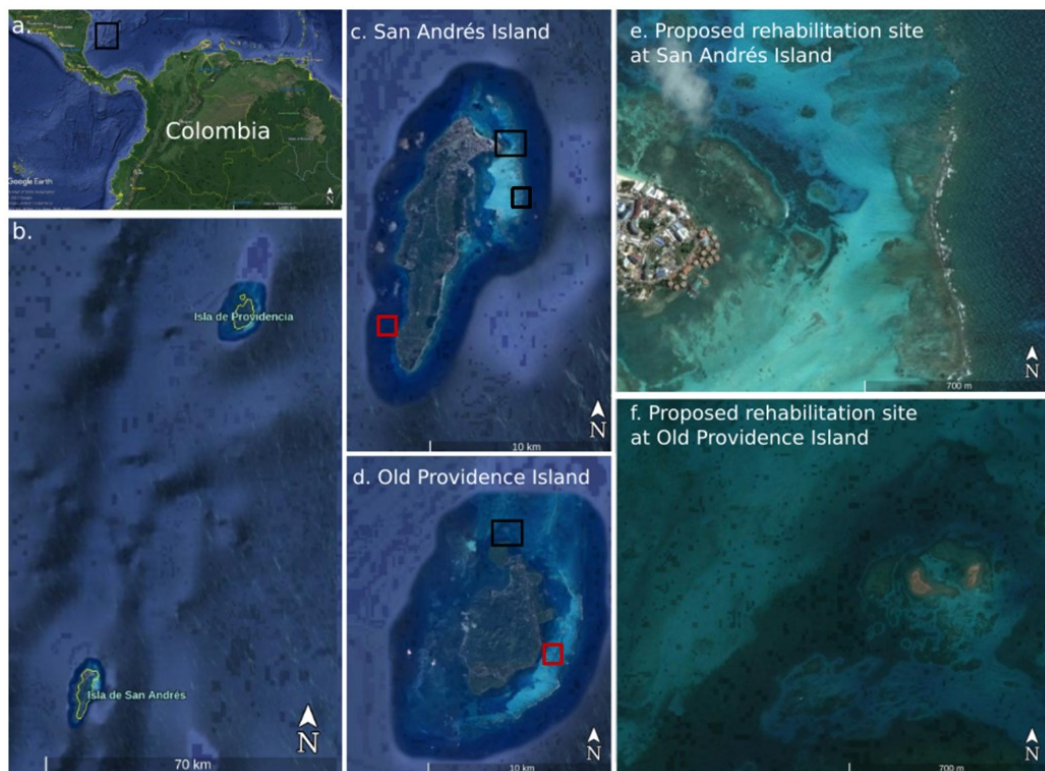 a.
Colombia
Google Earth
N
b.
Isla de Providencia
Isla de San Andrés
N
70 km
c. San Andrés Island
N
10 km
d. Old Providence Island
N
10 km
e. Proposed rehabilitation site
at San Andrés Island
N
700 m
f. Proposed rehabilitation site
at Old Providence Island
N
700 m